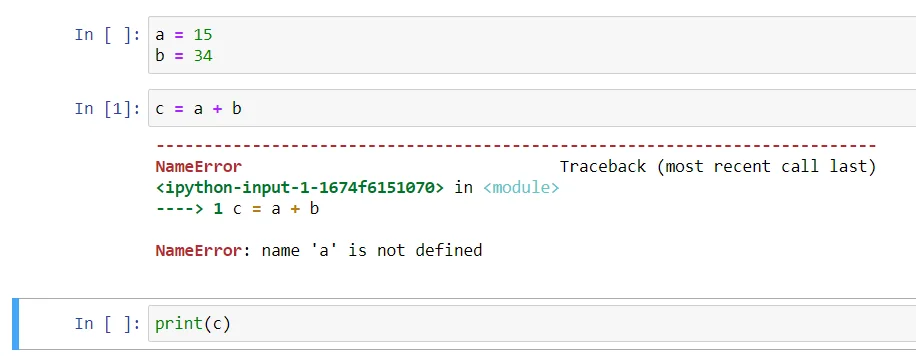 In [ ]: a = 15
b = 34
In [1]: c = a + b
---------------------------------------------------------------------------
NameError                                 Traceback (most recent call last)
<ipython-input-1-1674f6151070> in <module>
----> 1 c = a + b
NameError: name 'a' is not defined
In [ ]: print(c)